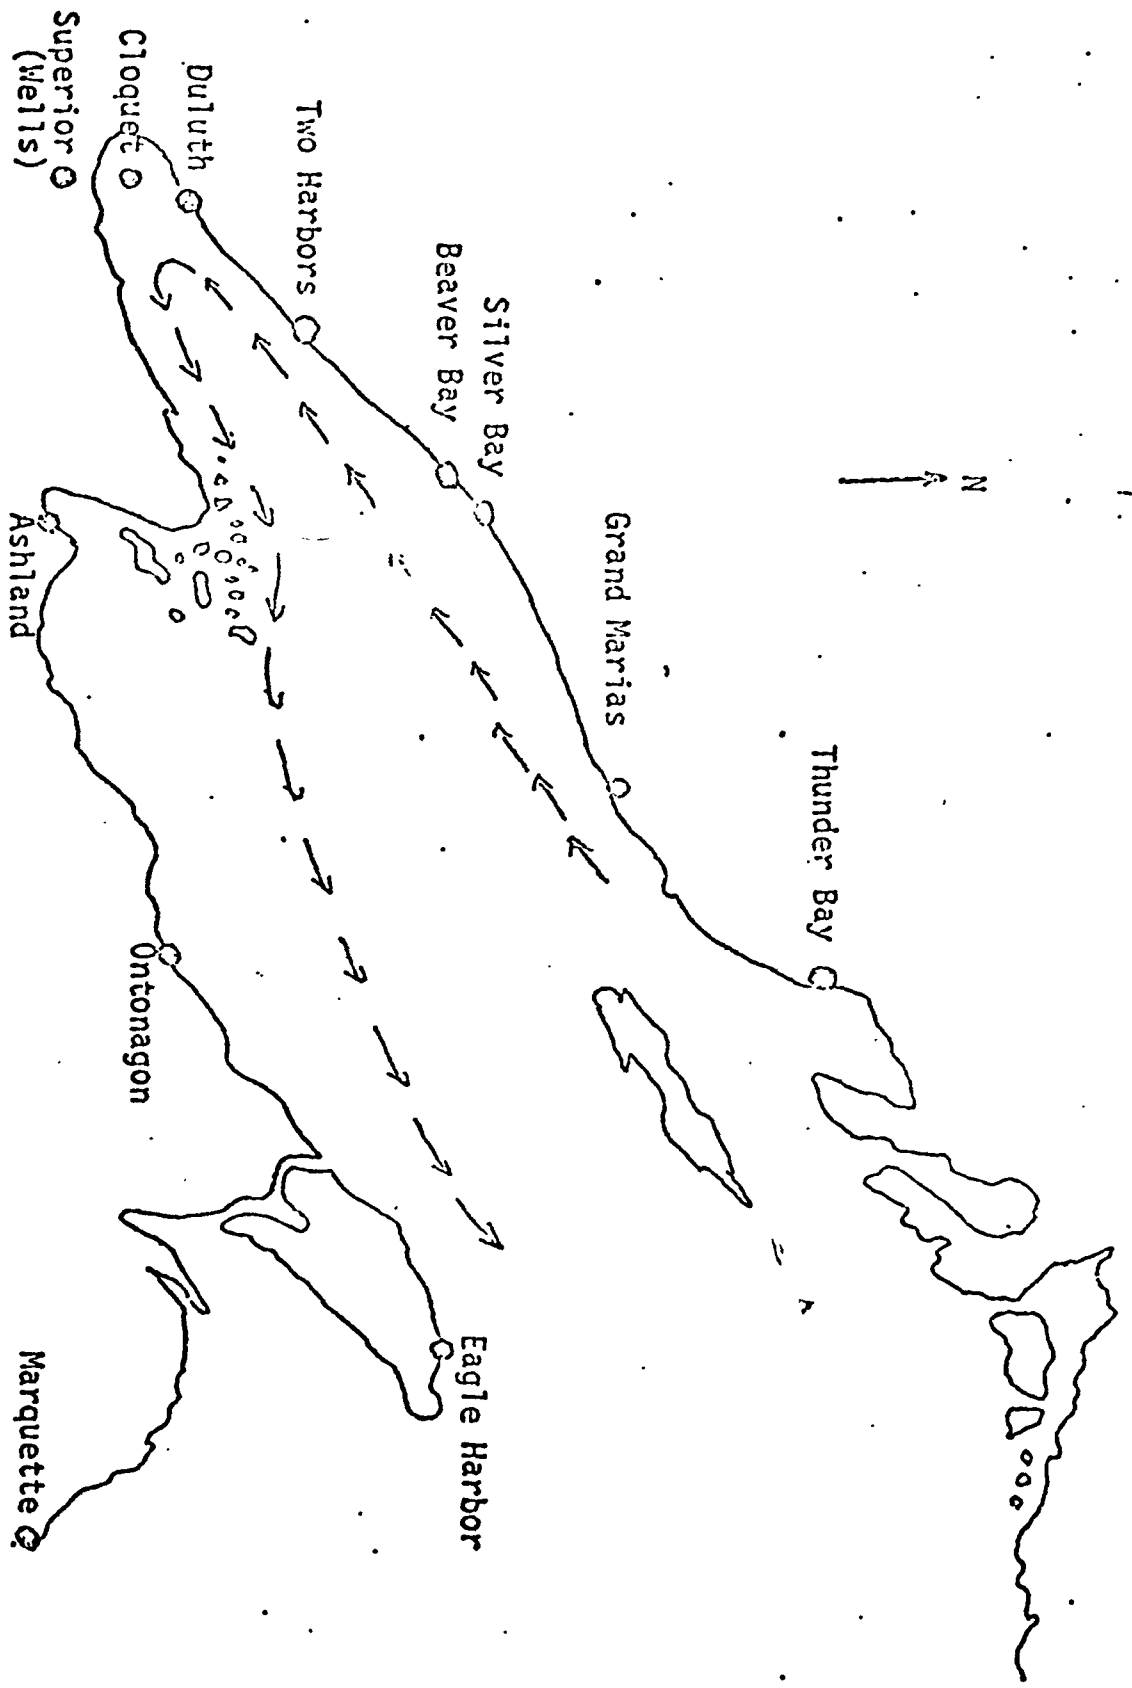 N
Thunder Bay
Grand Marias
Silver Bay
Beaver Bay
Two Harbors
Duluth
Cloquet
Superior
(Wells)
Eagle Harbor
Ontonagon
Ashland
Marquette